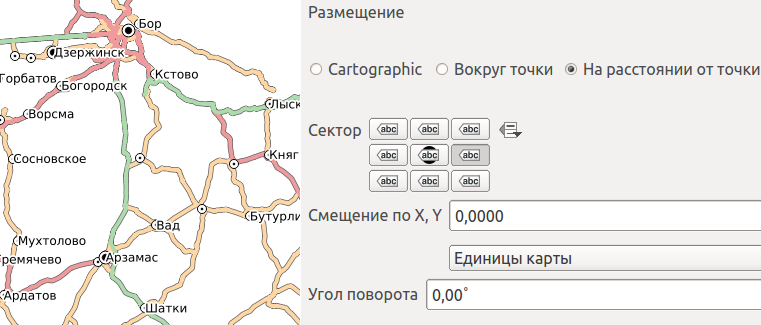 Бор
Дзержинск
Горбатов
Кстово
Богородск
Лыск
Ворсма
Сосновское
Княг
Бутурли
Вад
Мухтолово
ремячево
Арзамас
Ардатов
Шатки
Размещение
Cartographic Вокруг точки На расстоянии от точки
Сектор abc abc abc
abc abc abc
abc abc abc
Смещение по X, Y 0,0000
Единицы карты
Угол поворота 0,00°